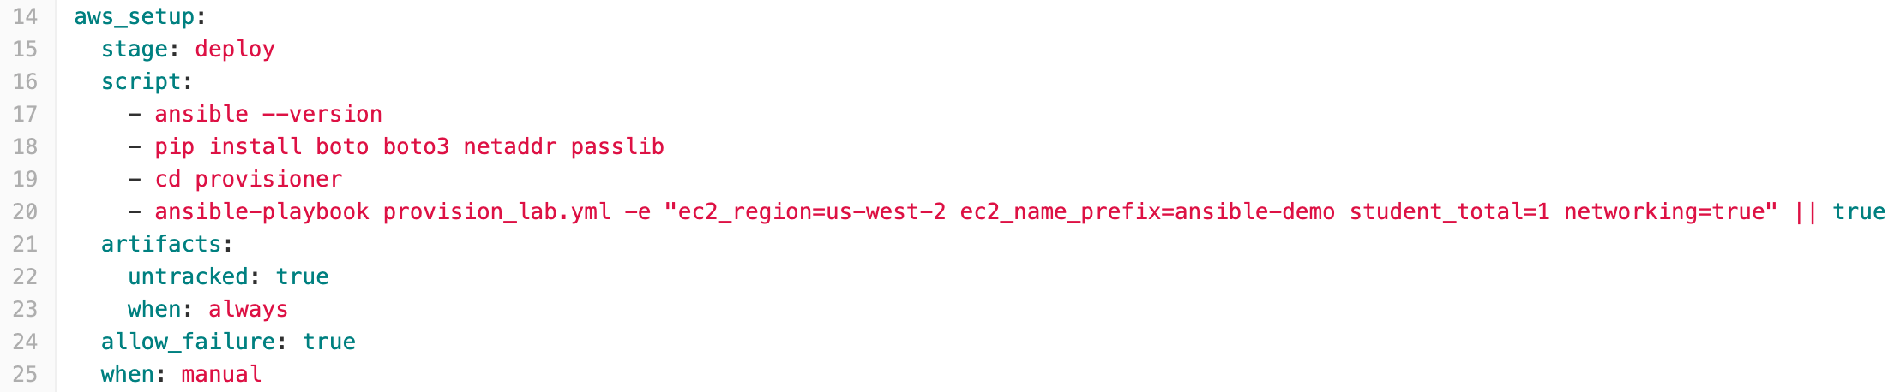 14 aws_setup:
15 stage: deploy
16 script:
17 - ansible --version
18 - pip install boto boto3 netaddr passlib
19 - cd provisioner
20 - ansible-playbook provision_lab.yml -e "ec2_region=us-west-2 ec2_name_prefix=ansible-demo student_total=1 networking=true" || true
21 artifacts:
22 untracked: true
23 when: always
24 allow_failure: true
25 when: manual